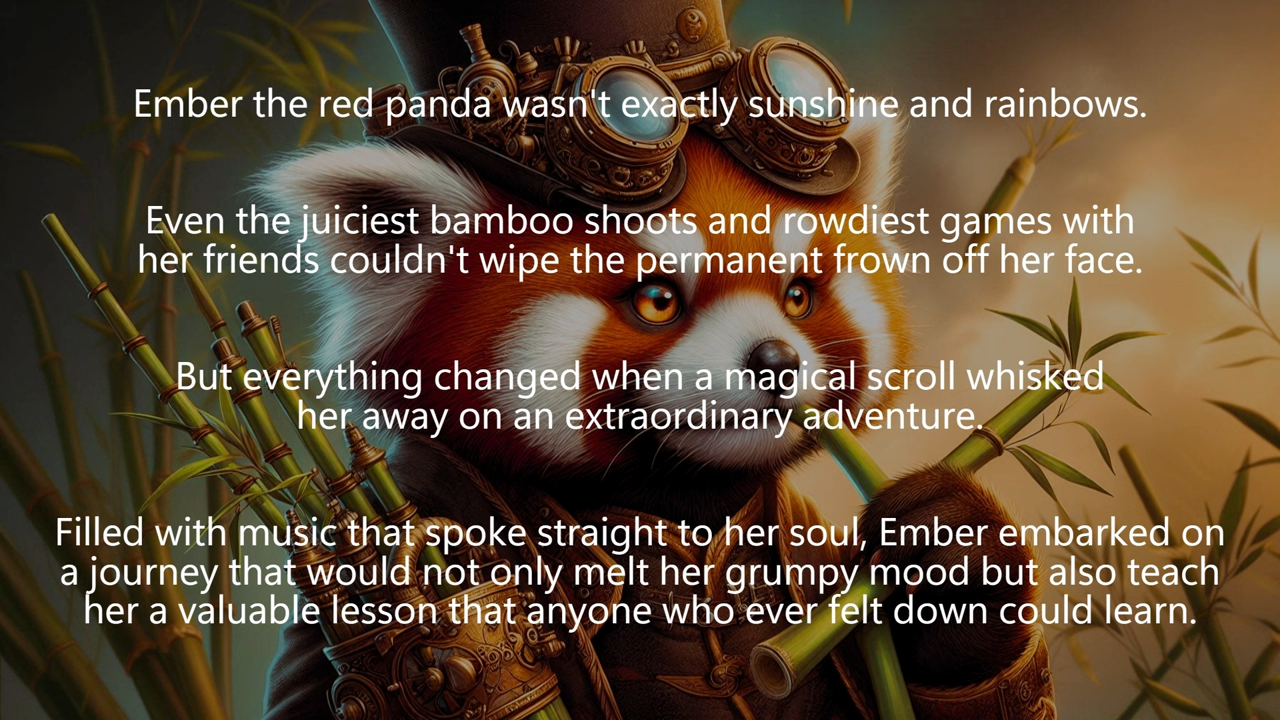 Ember the red panda wasn't exactly sunshine and rainbows.
Even the juiciest bamboo shoots and rowdiest games with
her friends couldn't wipe the permanent frown off her face.
But everything changed when a magical scroll whisked
her away on an extraordinary adventure.
Filled with music that spoke straight to her soul, Ember embarked on
a journey that would not only melt her grumpy mood but also teach
her a valuable lesson that anyone who ever felt down could learn.